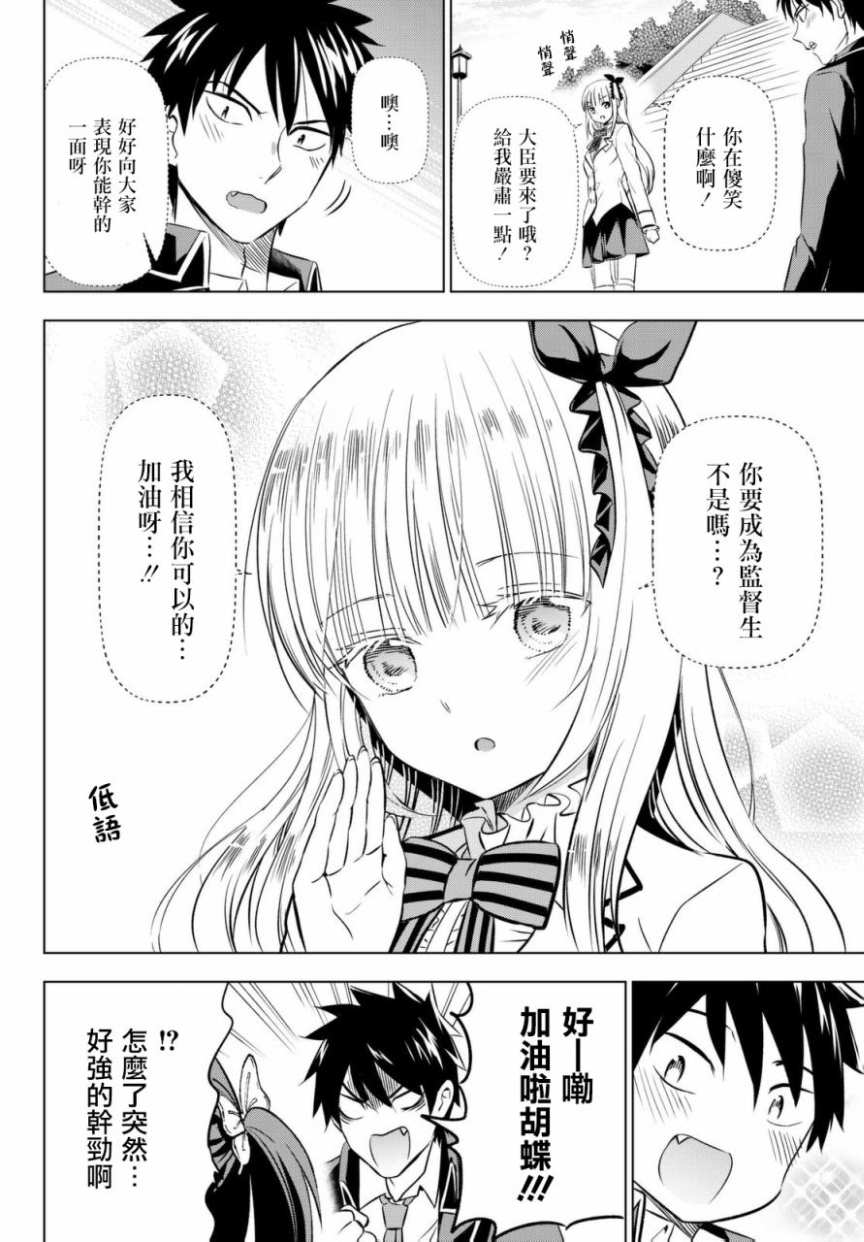 你在傻笑
什麼啊！
悄聲
悄聲
大臣要來了哦？
給我嚴肅一點！
噢…噢
好好向大家
表現你能幹的
一面呀
你要成為監督生
不是嗎…？
我相信你可以的…
加油呀…！！
低語
好ー嘞
加油啦胡蝶！！！
！？
怎麼了突然…
好強的幹勁啊